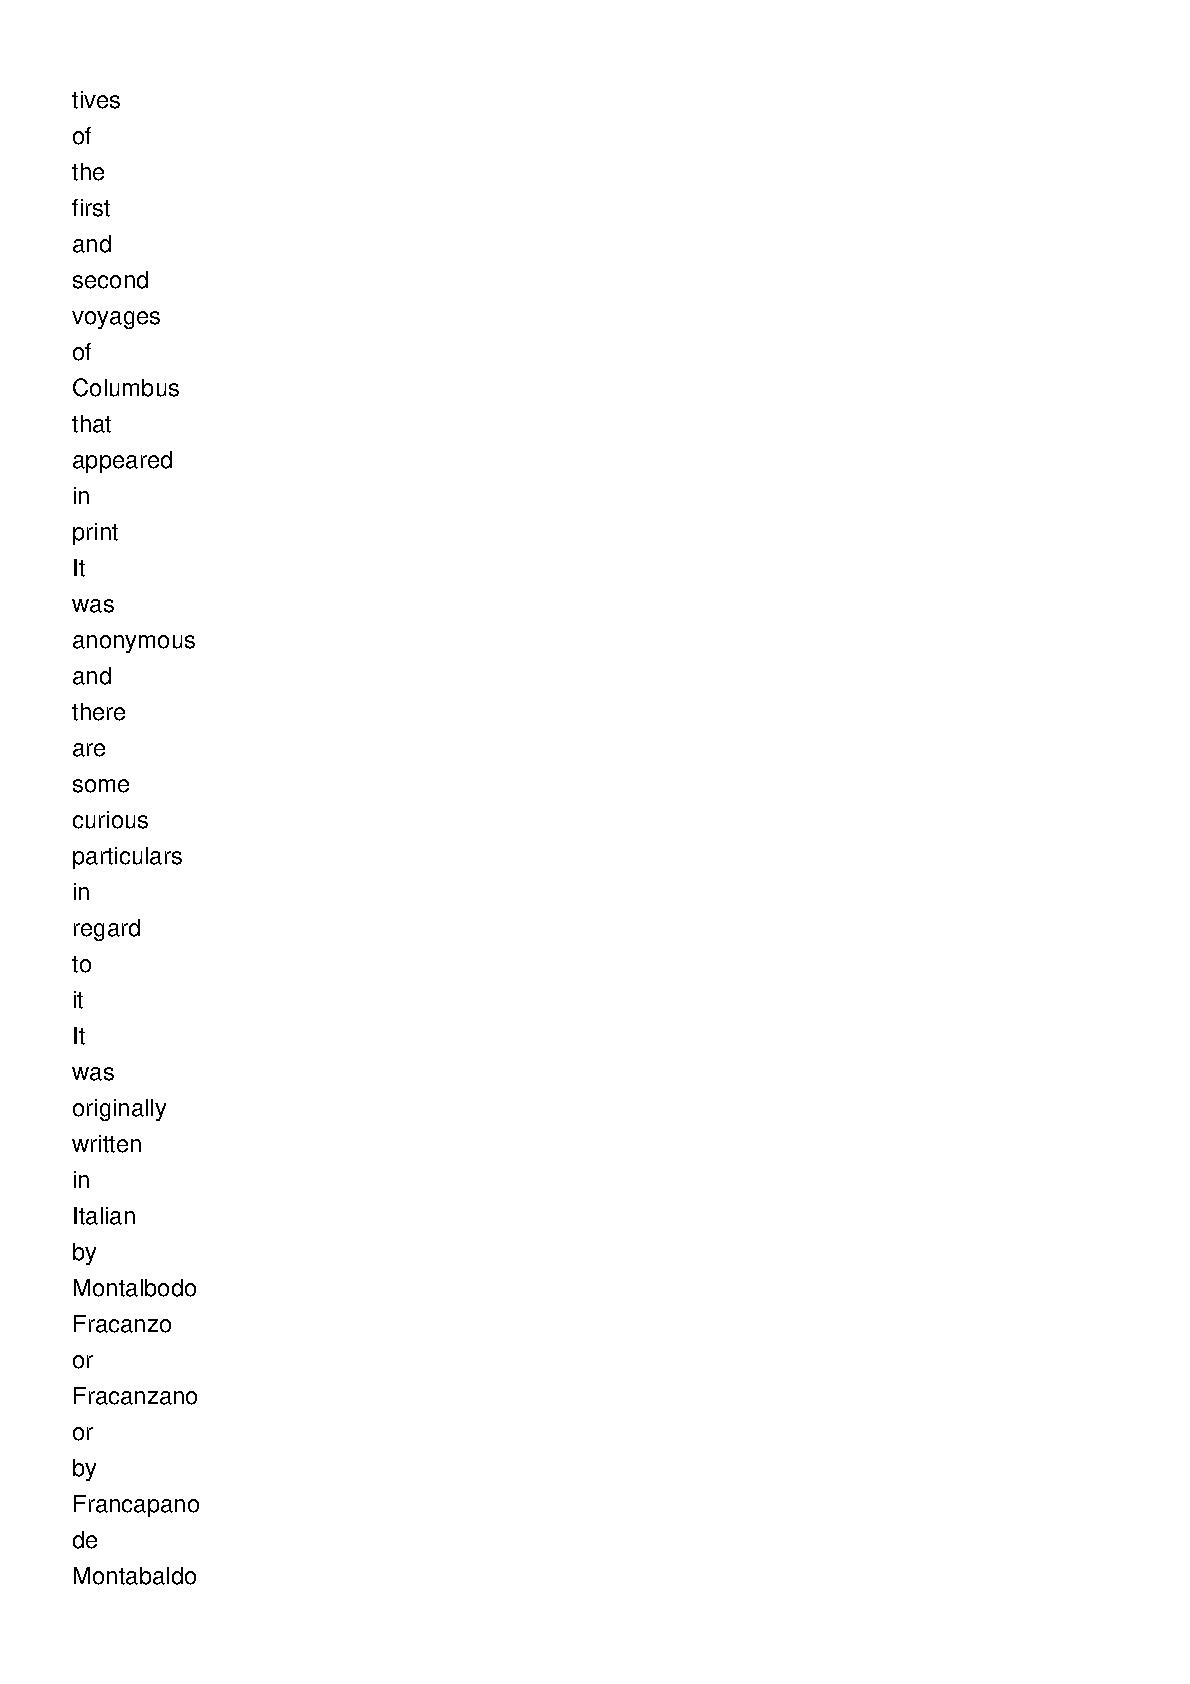 tives
of
the
first
and
second
voyages
of
Columbus
that
appeared
in
print
It
was
anonymous
and
there
are
some
curious
particulars
in
regard
to
it
It
was
originally
written
in
Italian
by
Montalbodo
Fracanzo
or
Fracanzano
or
by
Francapano
de
Montabaldo